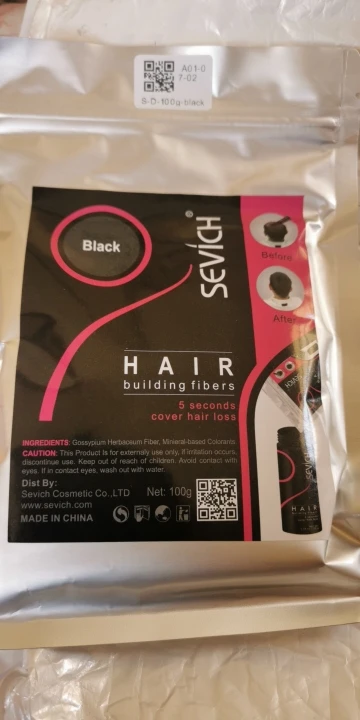 A01-0
7-02
B-D-100g-black
Black
SEVICH
®
Before
After
HAIR
building fibers
5 seconds
cover hair loss
INGREDIENTS: Gossypium Herbaceum Fiber, Minieral-based Colorants
CAUTION: This Product is for externaly use only, if irritation occurs,
discontinue use. Keep out of reach of children. Avoid contact with
eyes. If in contact eyes, wash out with water.
Dist By:
Sevich Cosmetic Co.,LTD
Net: 100g
www.sevich.com
MADE IN CHINA
SEVICH
HAIR